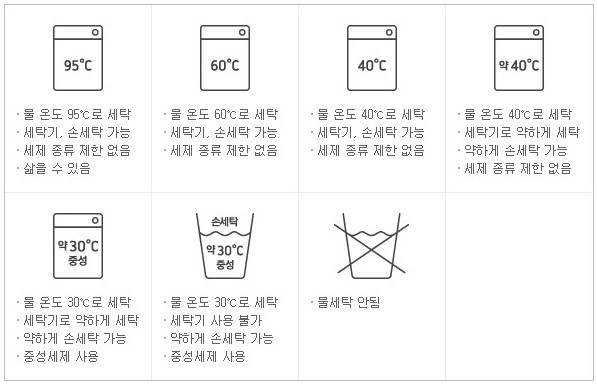 95°C
· 물 온도 95℃로 세탁
· 세탁기, 손세탁 가능
· 세제 종류 제한 없음
· 삶을 수 있음
60°C
· 물 온도 60℃로 세탁
· 세탁기, 손세탁 가능
· 세제 종류 제한 없음
40°C
· 물 온도 40℃로 세탁
· 세탁기, 손세탁 가능
· 세제 종류 제한 없음
약 40°C
· 물 온도 40℃로 세탁
· 세탁기로 약하게 세탁
· 약하게 손세탁 가능
· 세제 종류 제한 없음
약 30°C
중성
· 물 온도 30℃로 세탁
· 세탁기로 약하게 세탁
· 약하게 손세탁 가능
· 중성세제 사용
손세탁
약 30°C
중성
· 물 온도 30℃로 세탁
· 세탁기 사용 불가
· 약하게 손세탁 가능
· 중성세제 사용
· 물세탁 안됨